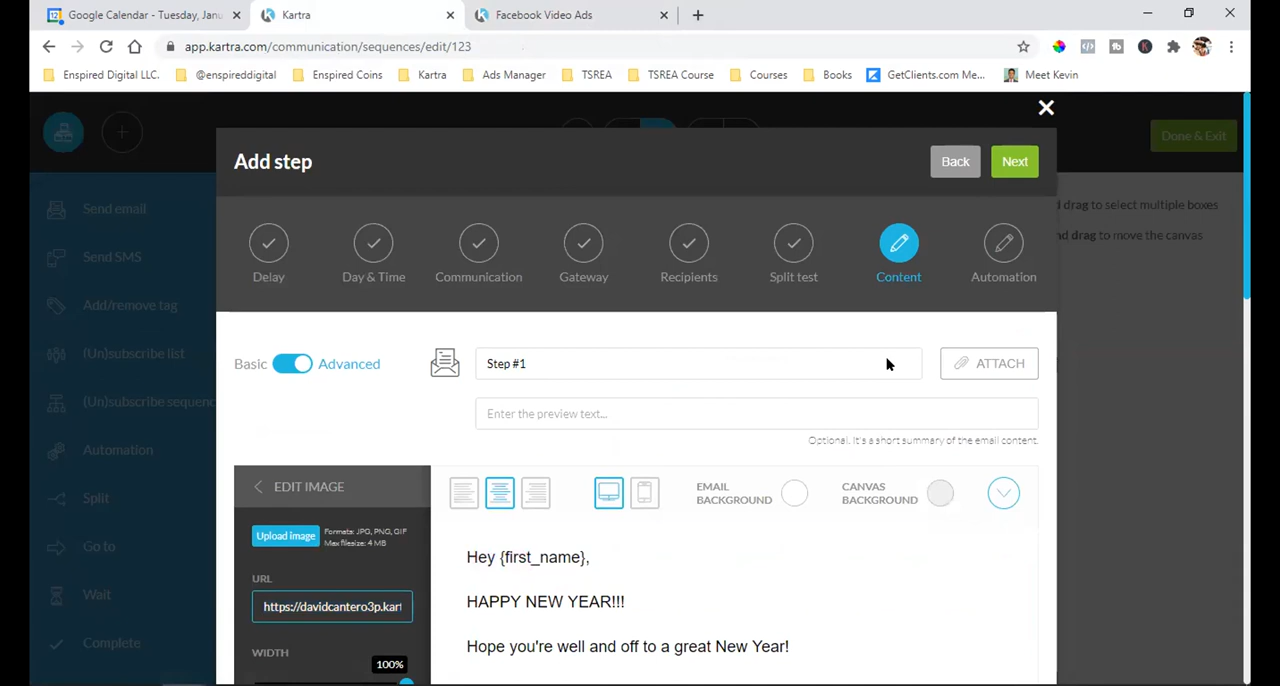 Google Calendar - Tuesday, Janu
Kartra
Facebook Video Ads
app.kartra.com/communication/sequences/edit/123
Enspired Digital LLC.
@enspireddigital
Enspired Coins
Kartra
Ads Manager
TSREA
TSREA Course
Courses
Books
GetClients.com Me...
Meet Kevin
Done & Exit
Add step
Back
Next
Send email
Send SMS
Add/remove tag
(Un)subscribe list
(Un)subscribe sequenc
Automation
Split
Go to
Wait
Complete
d drag to select multiple boxes
nd drag to move the canvas
Delay
Day & Time
Communication
Gateway
Recipients
Split test
Content
Automation
Basic
Advanced
Step #1
ATTACH
Enter the preview text...
Optional. It's a short summary of the email content.
EDIT IMAGE
EMAIL
BACKGROUND
CANVAS
BACKGROUND
Upload image
Formats: JPG, PNG, GIF
Max filesize: 4 MB
URL
https://davidcantero3p.kart
WIDTH
100%
Hey {first_name},
HAPPY NEW YEAR!!!
Hope you're well and off to a great New Year!